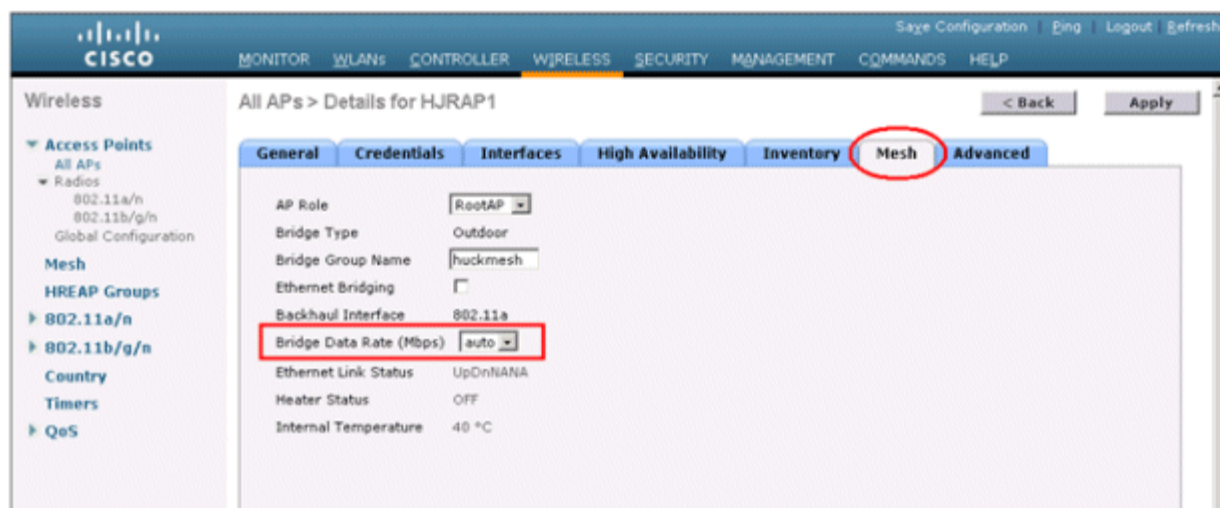 Save Configuration | Ping | Logout | Refresh
CISCO
MONITOR WLANs CONTROLLER WIRELESS SECURITY MANAGEMENT COMMANDS HELP
Wireless
Access Points
All APs
Radios
802.11a/n
802.11b/g/n
Global Configuration
Mesh
HREAP Groups
802.11a/n
802.11b/g/n
Country
Timers
QoS
All APs > Details for HJRAP1
< Back
Apply
General Credentials Interfaces High Availability Inventory Mesh Advanced
AP Role RootAP
Bridge Type Outdoor
Bridge Group Name huckmesh
Ethernet Bridging
Backhaul Interface 802.11a
Bridge Data Rate (Mbps) auto
Ethernet Link Status UpDnNANA
Heater Status OFF
Internal Temperature 40 °C